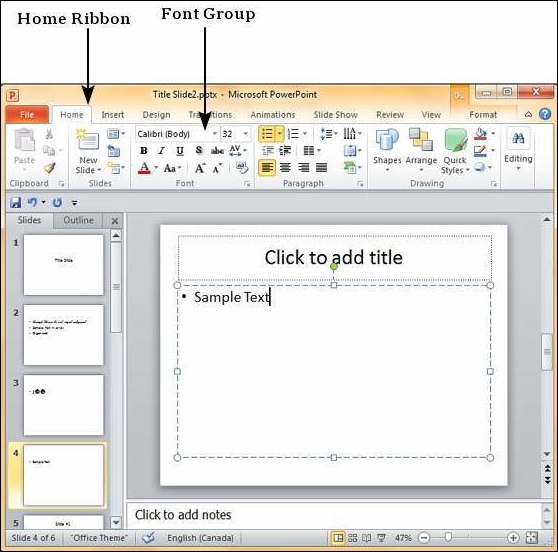 Home Ribbon
Font Group
Title Slide2.pptx - Microsoft PowerPoint
File Home Insert Design Transitions Animations Slide Show Review View Format
Calibri (Body) 32
Paste
New
Slide
Shapes Arrange Quick
Styles
Editing
B I U S abc AV
A Aa A A
Clipboard Slides Font Paragraph Drawing
Slides Outline
1
Title Slide
2
3
4
Sample Text
5
Slide #1
Click to add title
• Sample Text
Click to add notes
Slide 4 of 6 "Office Theme" English (Canada) 47%